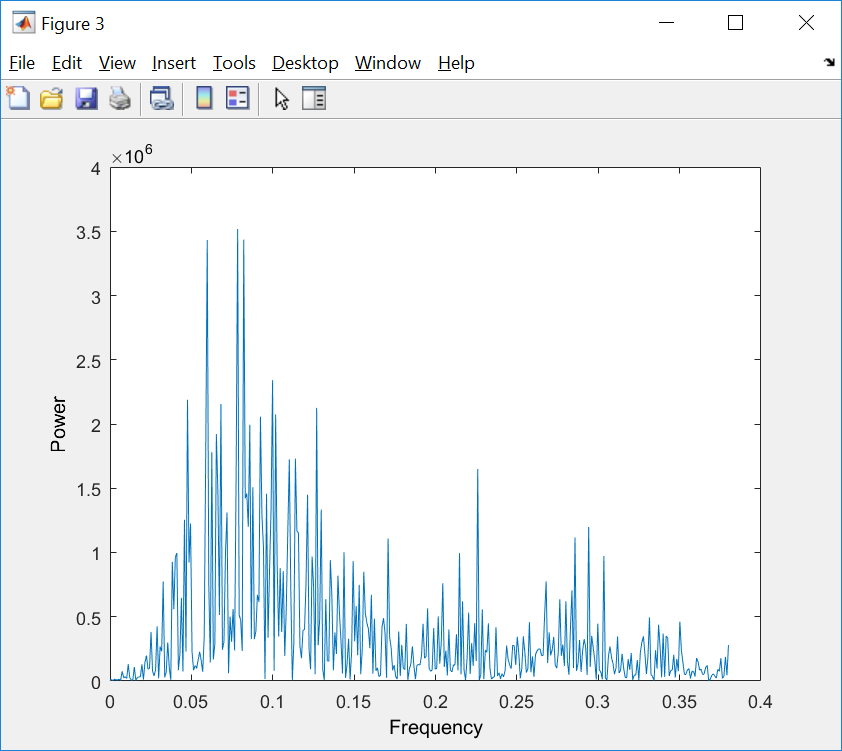 Figure 3
File Edit View Insert Tools Desktop Window Help
×10⁶
4
3.5
3
2.5
2
1.5
1
0.5
0
Power
0 0.05 0.1 0.15 0.2 0.25 0.3 0.35 0.4
Frequency